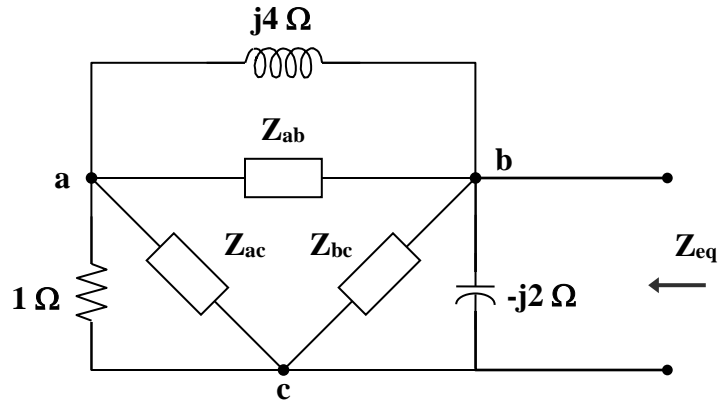 j4 Ω
Zab
a
b
Zac
Zbc
Zeq
1 Ω
-j2 Ω
c